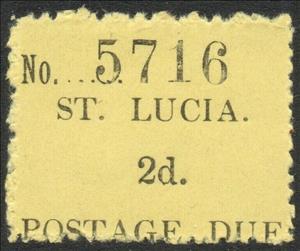 No. ...... 5716
ST. LUCIA.
2d.
POSTAGE DUE